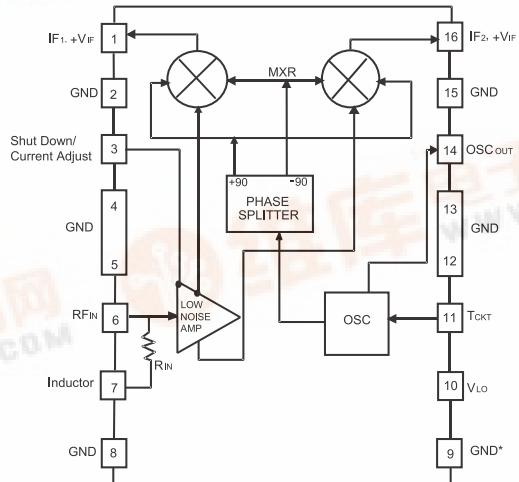 IF1, +VIF
1
16
IF2, +VIF
MXR
GND
2
15
GND
Shut Down/
Current Adjust
3
14
OSC OUT
+90
-90
PHASE
SPLITTER
4
GND
5
13
GND
12
RFIN
6
LOW
NOISE
AMP
OSC
11
TCKT
RIN
Inductor
7
10
VLO
GND
8
9
GND*